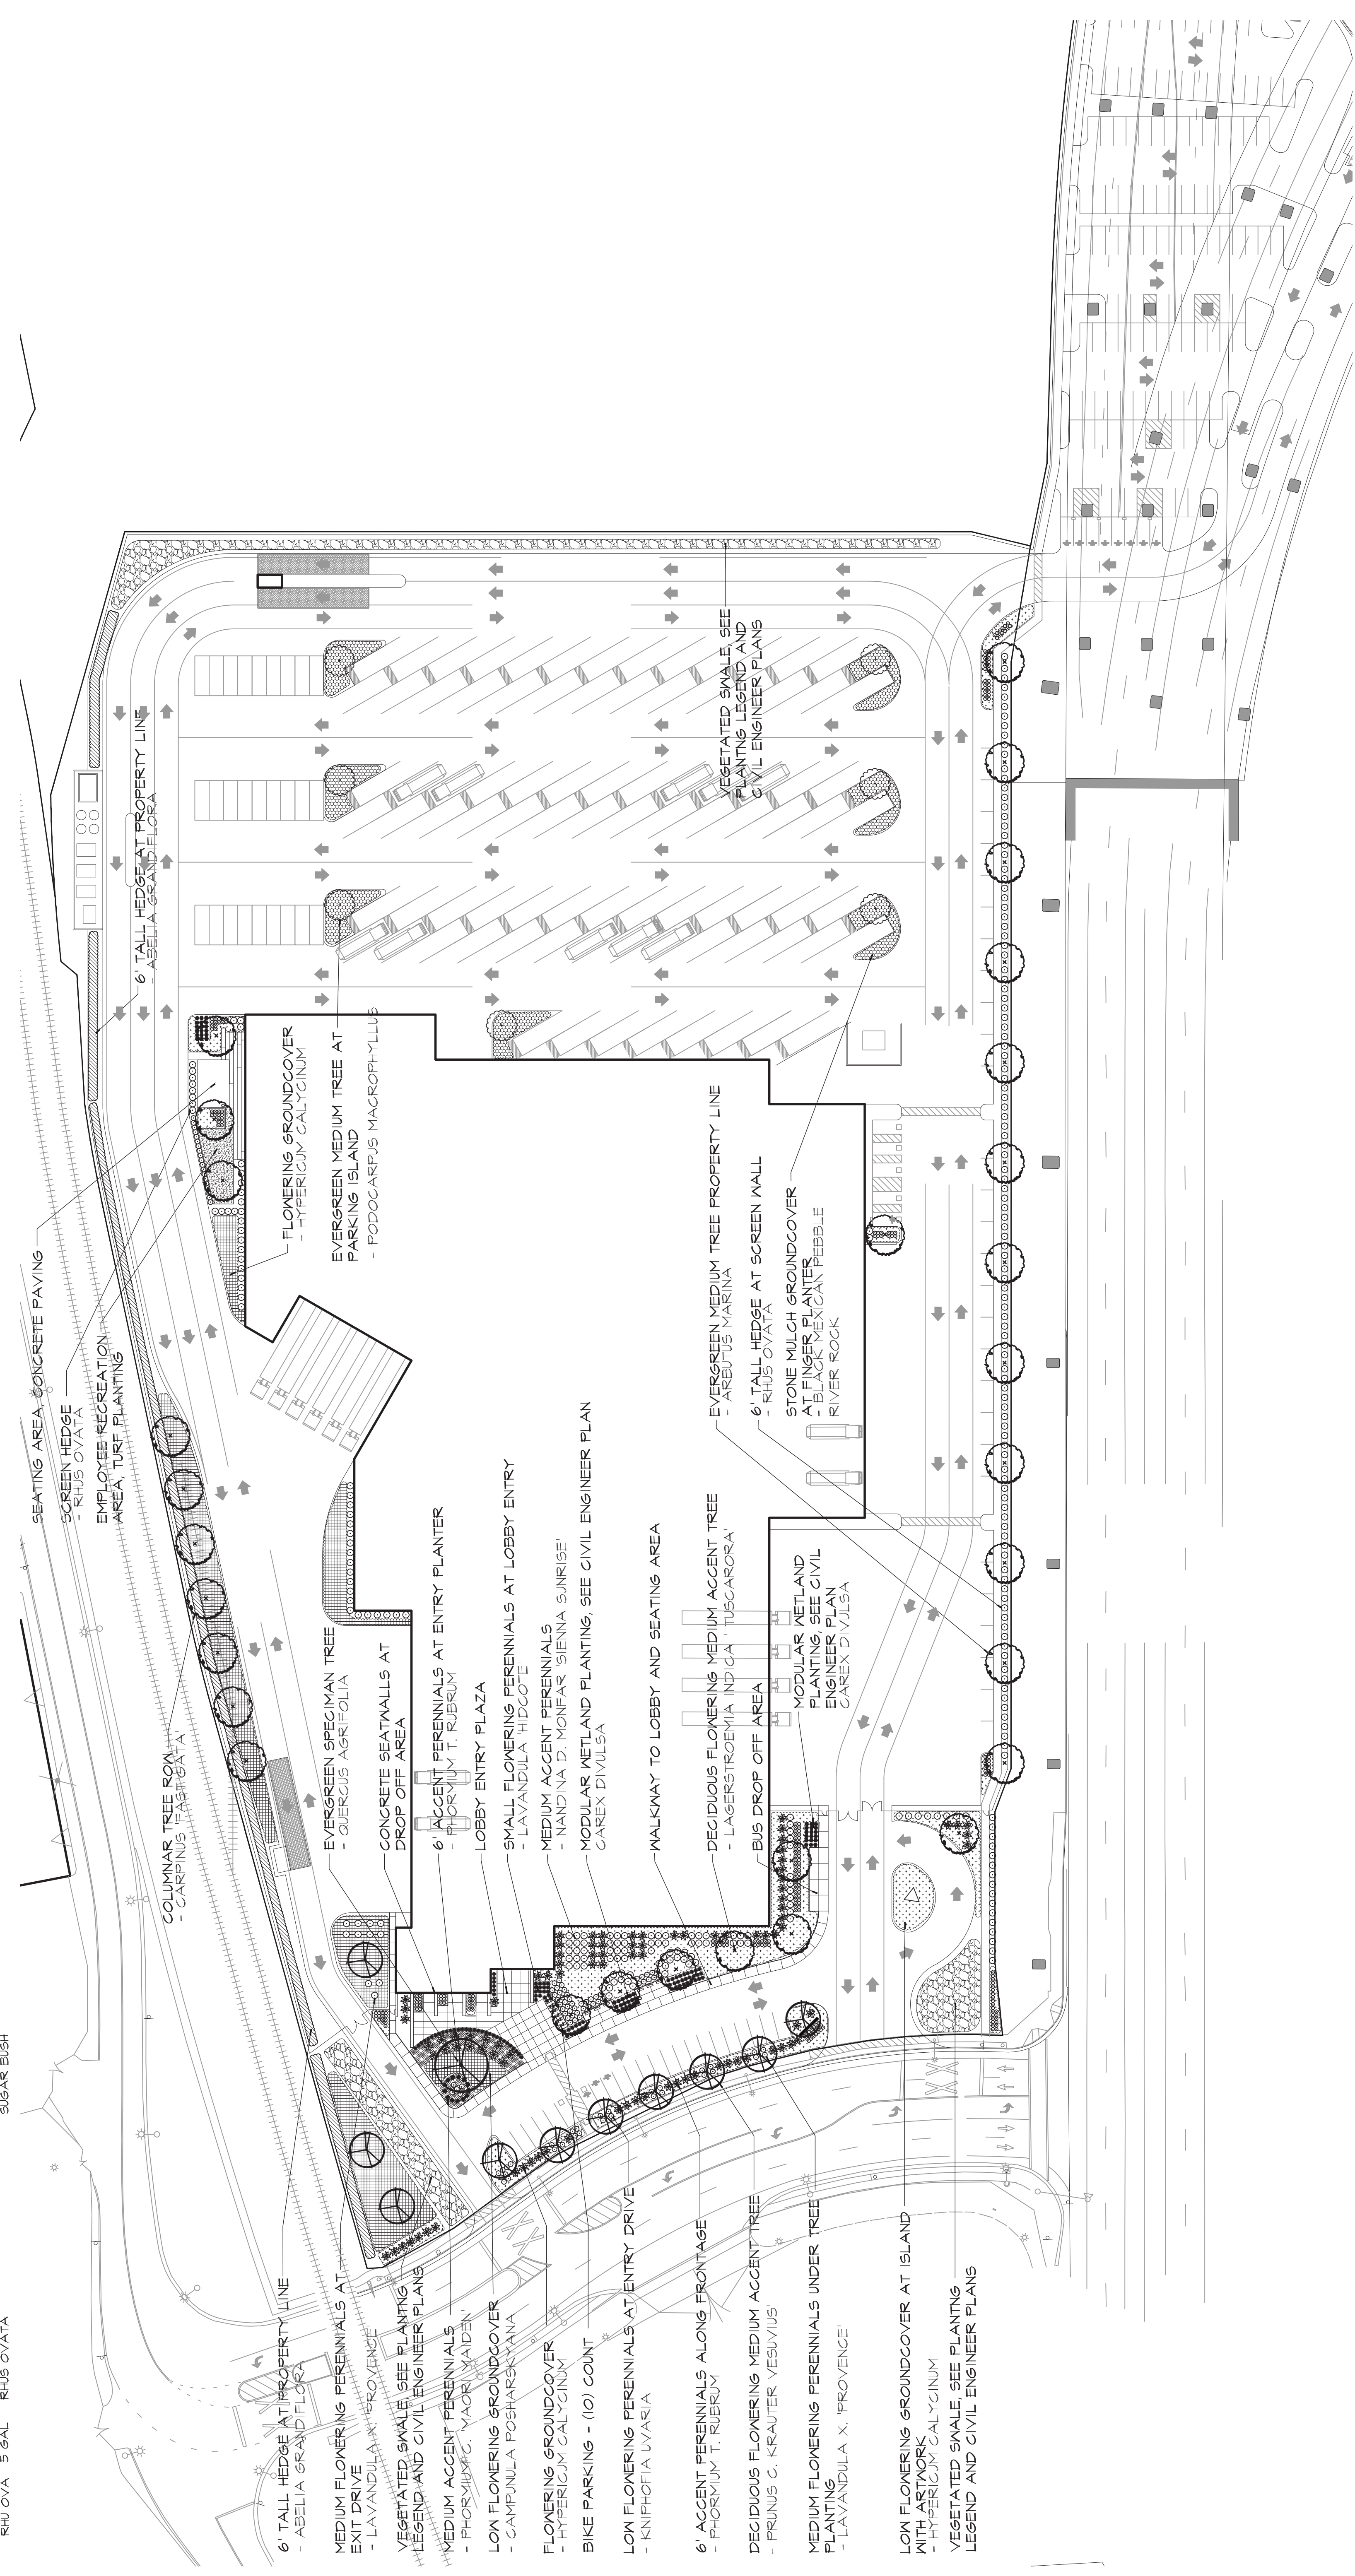 RHU OVA 5 GAL RHUS OVATA SUGAR BUSH
SEATING AREA, CONCRETE PAVING
SCREEN HEDGE
- RHUS OVATA
EMPLOYEE RECREATION
AREA, TURF PLANTING
6' TALL HEDGE AT PROPERTY LINE
- ABELIA GRANDIFLORA
COLUMNAR TREE ROW
- CARPINIS 'FASTIGATA'
FLOWERING GROUNDCOVER
- HYPERICUM CALYCINUM
EVERGREEN MEDIUM TREE AT
PARKING ISLAND
- PODOCARPUS MACROPHYLLUS
VEGETATED SWALE, SEE
PLANTNG LEGEND AND
CIVIL ENGINEER PLANS
EVERGREEN MEDIUM TREE PROPERTY LINE
- ARBUTUS MARINA
6' TALL HEDGE AT SCREEN WALL
- RHUS OVATA
STONE MULCH GROUNDCOVER
AT FINGER PLANTER
- BLACK MEXICAN PEBBLE
RIVER ROCK
EVERGREEN SPECIMAN TREE
- QUERCUS AGRIFOLIA
CONCRETE SEATWALLS AT
DROP OFF AREA
6' ACCENT PERENNIALS AT ENTRY PLANTER
- PHORMIUM T. RUBRUM
LOBBY ENTRY PLAZA
SMALL FLOWERING PERENNIALS AT LOBBY ENTRY
- LAVANDULA 'HIDCOTE'
MEDIUM ACCENT PERENNIALS
- NANDINA D. MONFAR 'SIENNA SUNRISE'
MODULAR WETLAND PLANTING, SEE CIVIL ENGINEER PLAN
CAREX DIVULSA
WALKWAY TO LOBBY AND SEATING AREA
DECIDUOUS FLOWERING MEDIUM ACCENT TREE
- LAGERSTROEMIA INDICA ' TUSCARORA'
BUS DROP OFF AREA
MODULAR WETLAND
PLANTING, SEE CIVIL
ENGINEER PLAN
CAREX DIVULSA
6' TALL HEDGE AT PROPERTY LINE
- ABELIA GRANDIFLORA
MEDIUM FLOWERING PERENNIALS AT
EXIT DRIVE
- LAVANDULA X. 'PROVENCE'
VEGETATED SWALE, SEE PLANTNG
LEGEND AND CIVIL ENGINEER PLANS
MEDIUM ACCENT PERENNIALS
- PHORMIUM C. 'MAORI MAIDEN'
LOW FLOWERING GROUNDCOVER
- CAMPUNULA POSHARSKYANA
FLOWERING GROUNDCOVER
- HYPERICUM CALYCINUM
BIKE PARKING - (10) COUNT
LOW FLOWERING PERENNIALS AT ENTRY DRIVE
- KNIPHOFIA UVARIA
6' ACCENT PERENNIALS ALONG FRONTAGE
- PHORMIUM T. RUBRUM
DECIDUOUS FLOWERING MEDIUM ACCENT TREE
- PRUNUS C. KRAUTER VESUVIUS'
MEDIUM FLOWERING PERENNIALS UNDER TREE
PLANTING
- LAVANDULA X. 'PROVENCE'
LOW FLOWERING GROUNDCOVER AT ISLAND
WITH ARTWORK
- HYPERICUM CALYCINUM
VEGETATED SWALE, SEE PLANTNG
LEGEND AND CIVIL ENGINEER PLANS